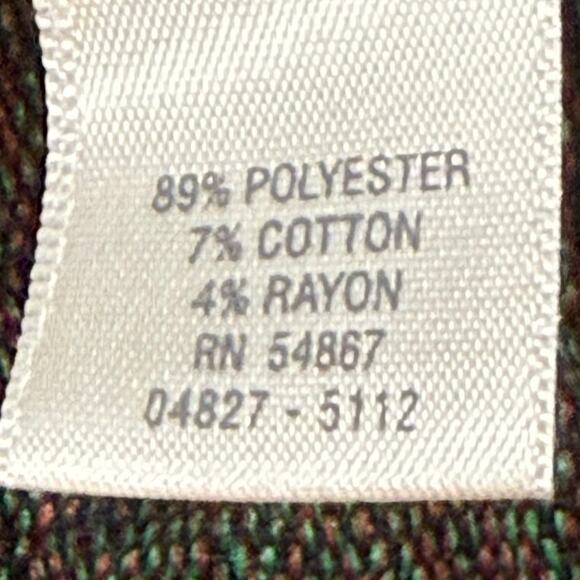 89% POLYESTER
7% COTTON
4% RAYON
RN 54867
04827 - 5112